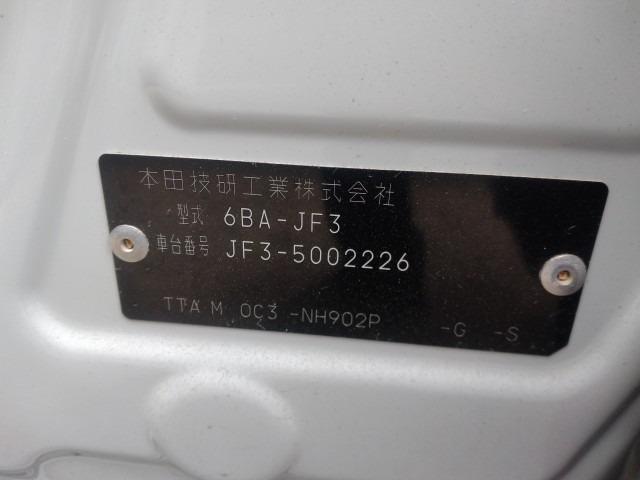 本田技研工業株式会社
型式 6BA-JF3
車台番号 JF3-5002226
TTA M 0C3 -NH902P -G -S